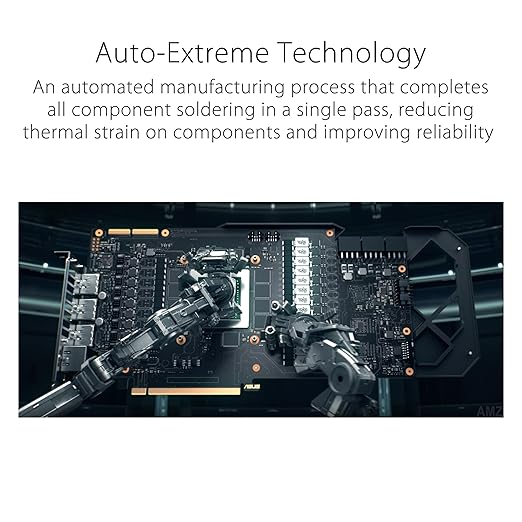 Auto-Extreme Technology
An automated manufacturing process that completes
all component soldering in a single pass, reducing
thermal strain on components and improving reliability
ASUS
AMZ